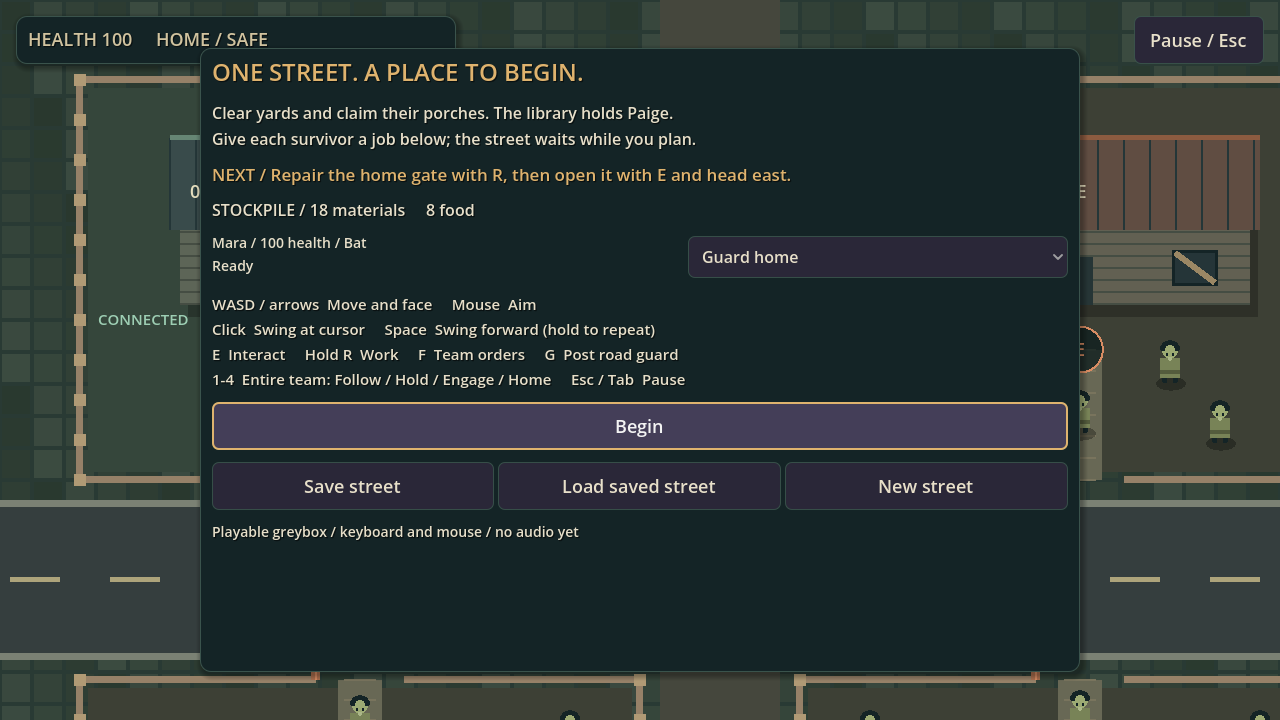 HEALTH 100 HOME / SAFE
Pause / Esc
ONE STREET. A PLACE TO BEGIN.
Clear yards and claim their porches. The library holds Paige.
Give each survivor a job below; the street waits while you plan.
NEXT / Repair the home gate with R, then open it with E and head east.
STOCKPILE / 18 materials 8 food
Mara / 100 health / Bat
Ready
Guard home
CONNECTED
WASD / arrows Move and face Mouse Aim
Click Swing at cursor Space Swing forward (hold to repeat)
E Interact Hold R Work F Team orders G Post road guard
1-4 Entire team: Follow / Hold / Engage / Home Esc / Tab Pause
Begin
Save street
Load saved street
New street
Playable greybox / keyboard and mouse / no audio yet